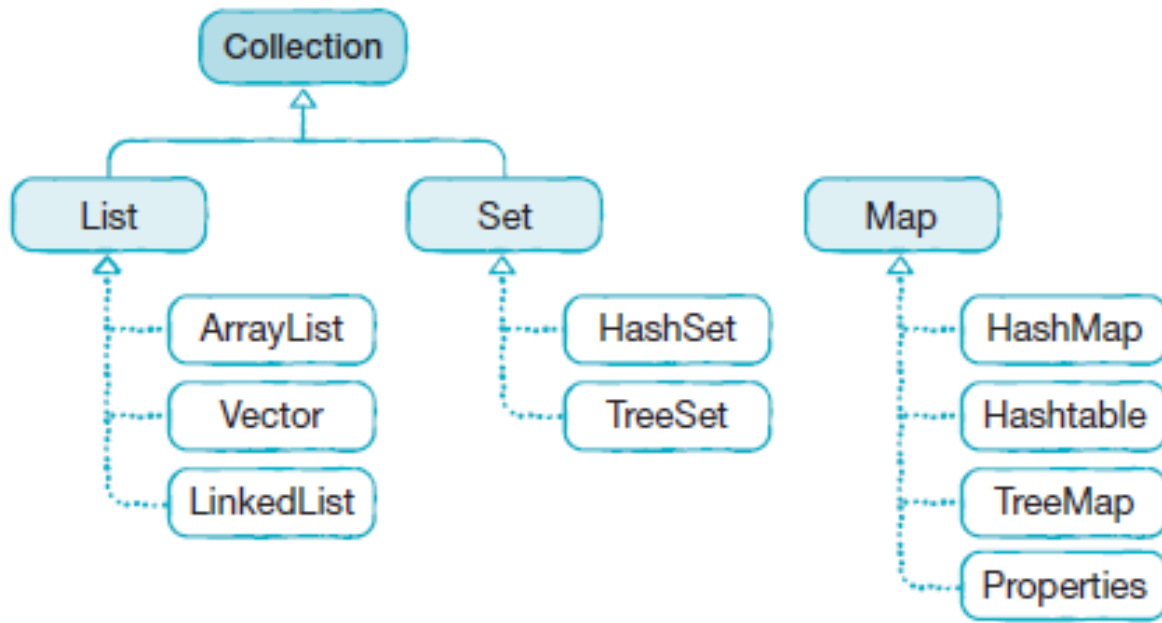 Collection
List
Set
Map
ArrayList
HashSet
HashMap
Vector
TreeSet
Hashtable
LinkedList
TreeMap
Properties